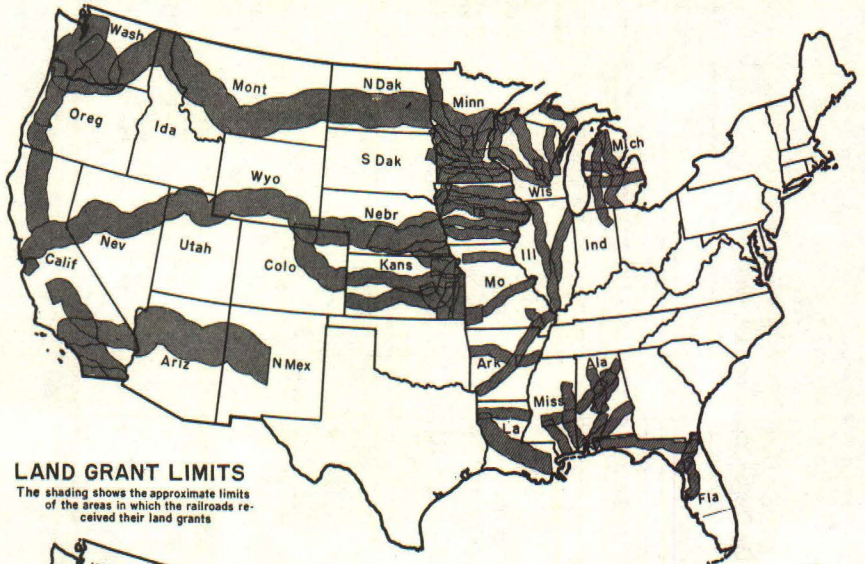 Wash
Mont
N Dak
Minn
Oreg
Ida
S Dak
Mich
Wyo
Wis
Nebr
Nev
Utah
Colo
Kans
Calif
Mo
Ill
Ind
Ariz
N Mex
Ark
Ala
Miss
La
Fla
LAND GRANT LIMITS
The shading shows the approximate limits
of the areas in which the railroads re-
ceived their land grants